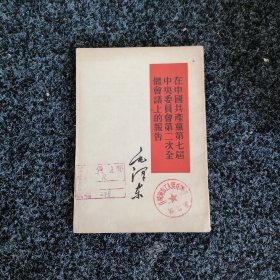 在中國共產黨第七屆
中央委員會第二次全
體會議上的報告
毛澤东